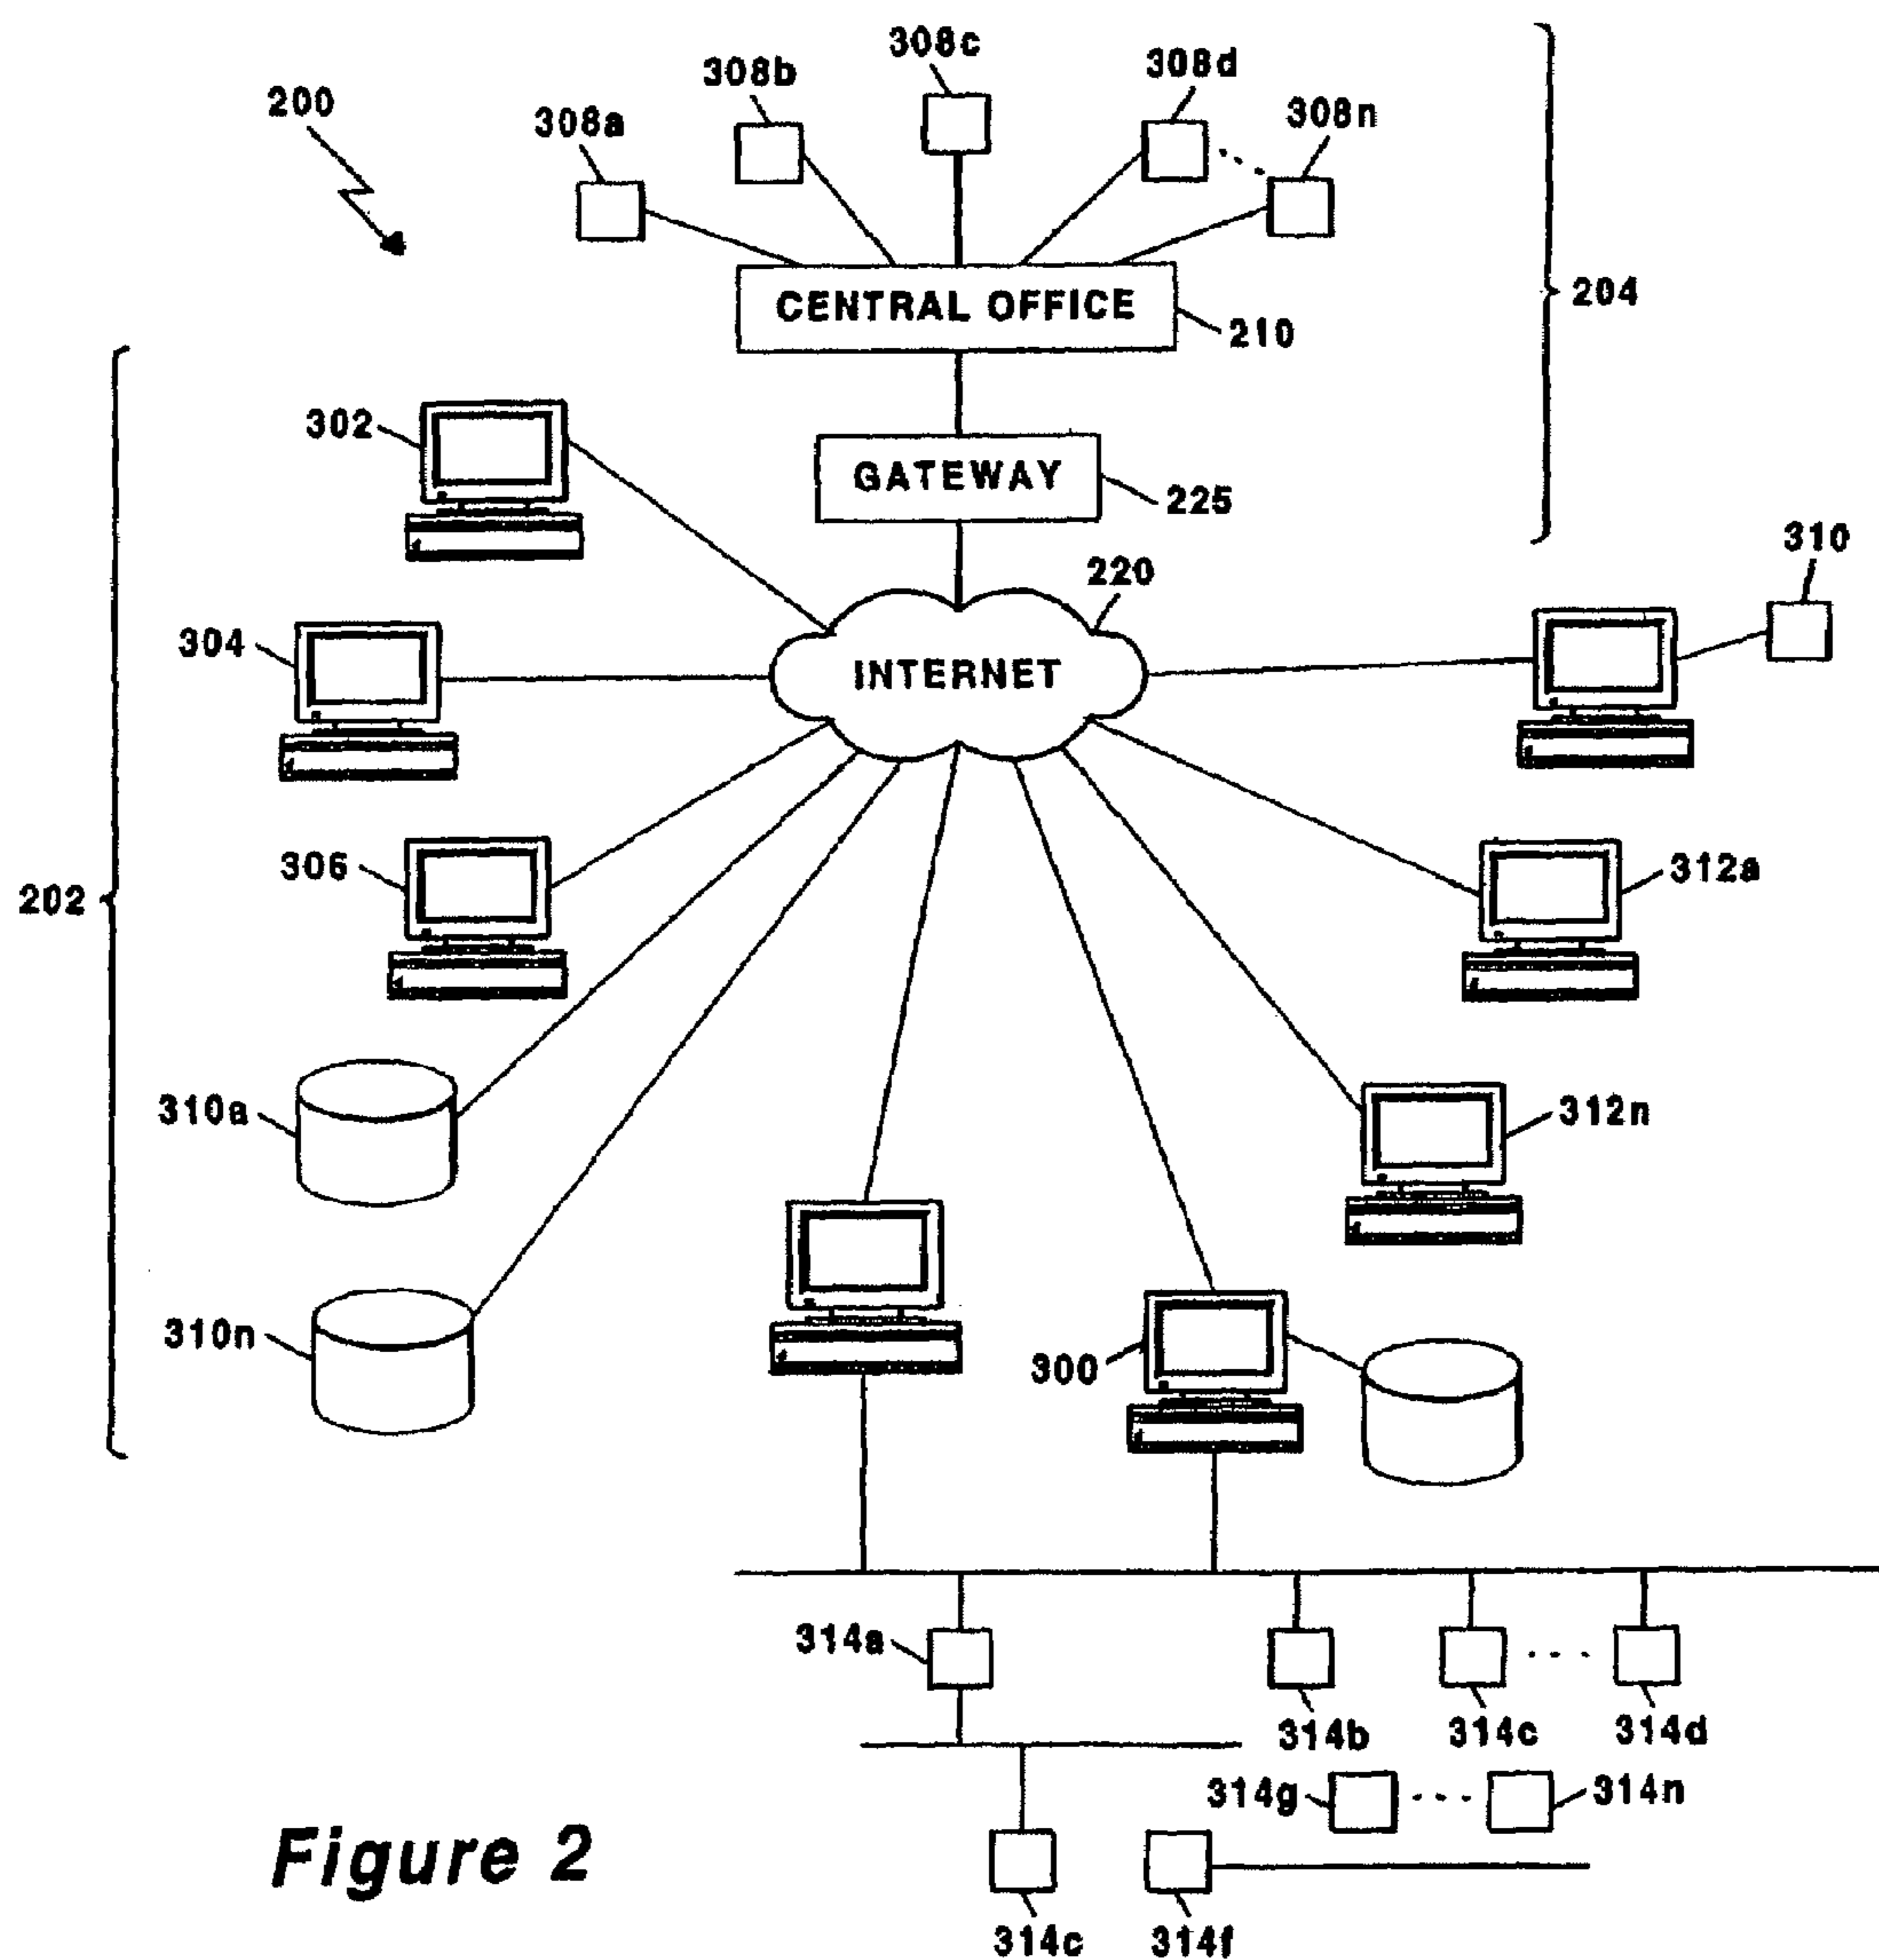 308c
308b
308d
200
308a
308n
CENTRAL OFFICE
204
210
302
GATEWAY
225
310
220
304
INTERNET
306
312a
202
310a
312n
310n
300
314a
314b
314c
314d
314g
314n
Figure 2
314c
314f